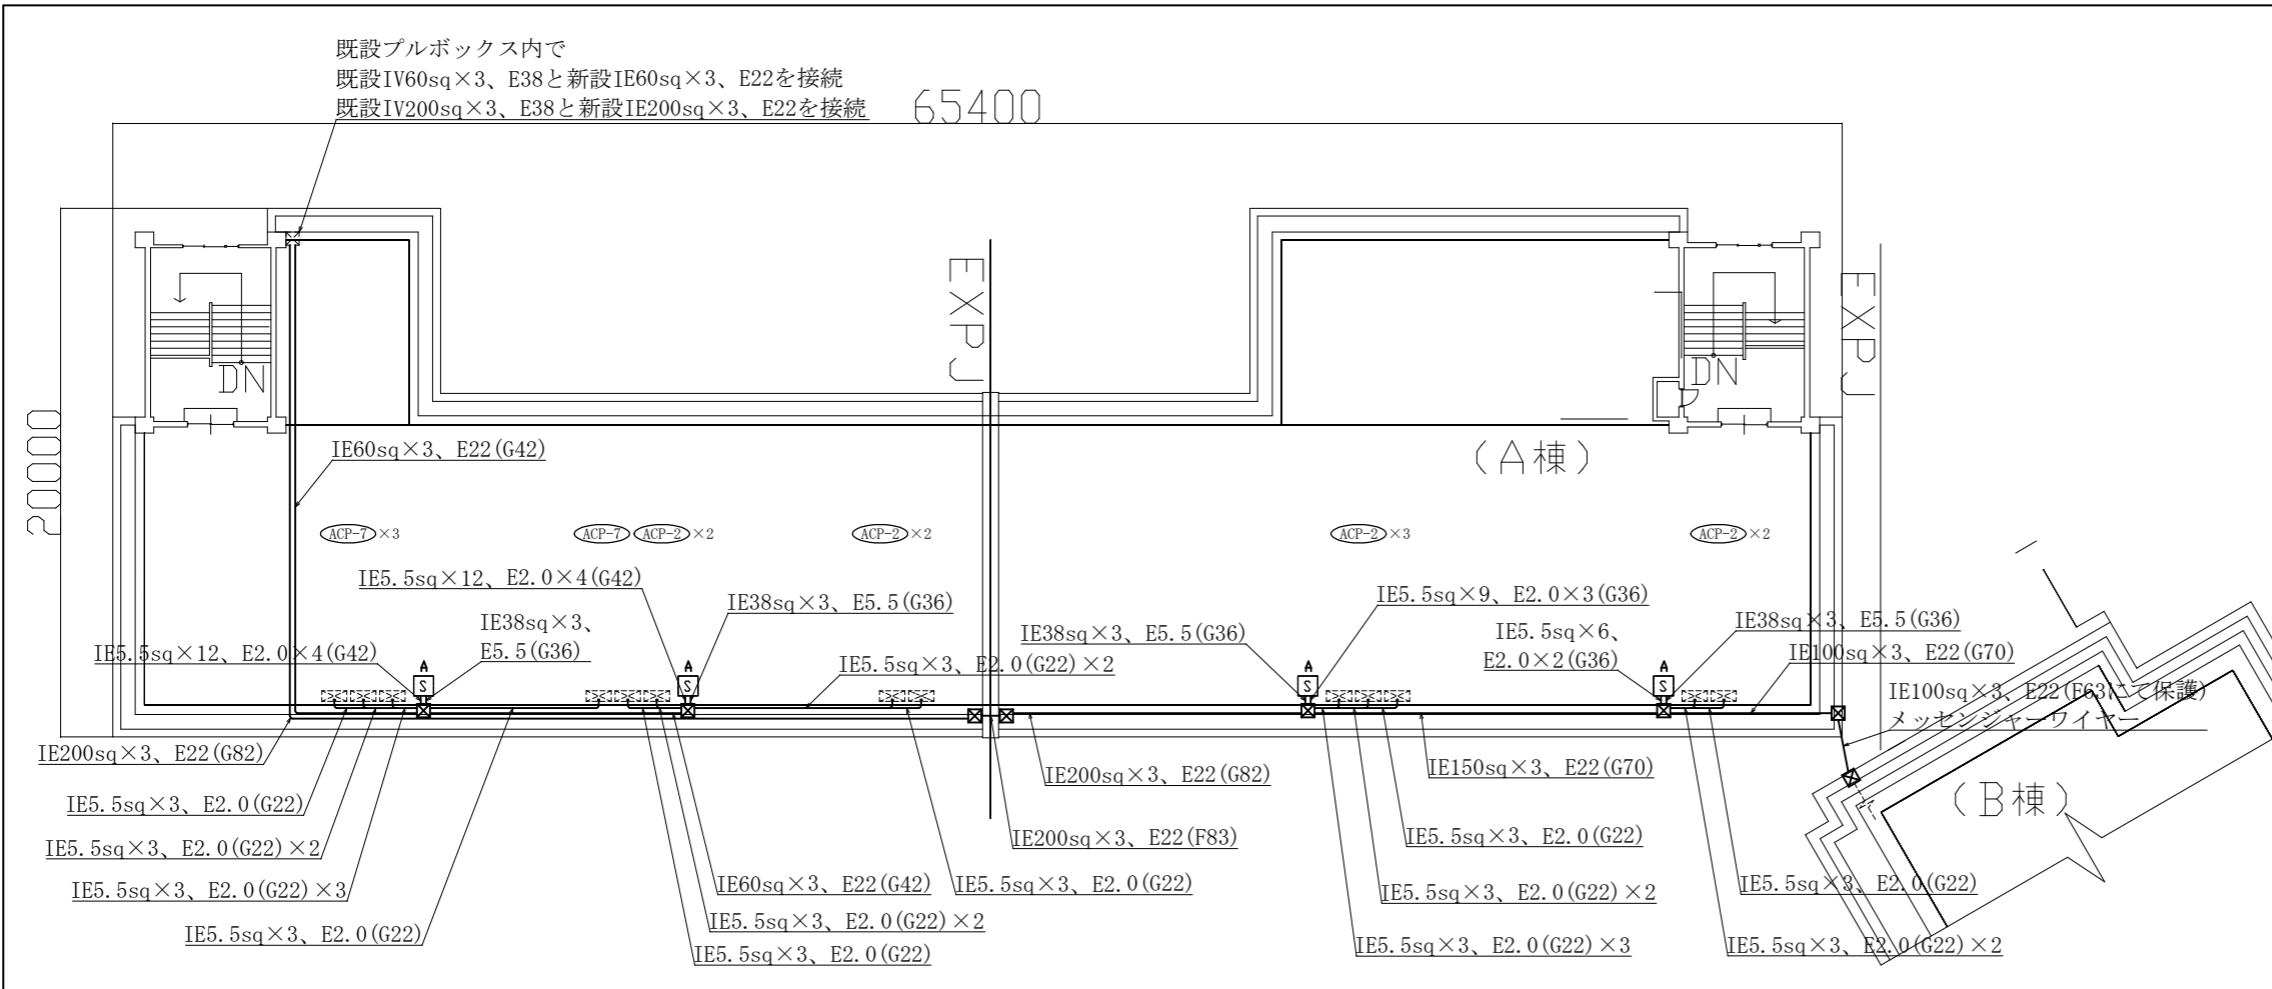 既設プルボックス内で
既設IV60sq×3、E38と新設IE60sq×3、E22を接続
既設IV200sq×3、E38と新設IE200sq×3、E22を接続
65400
EXPJ
EXPJ
DN
DN
20000
IE60sq×3、E22(G42)
(A棟)
ACP-7 ×3
ACP-7 ACP-2 ×2
ACP-2 ×2
ACP-2 ×3
ACP-2 ×2
IE5.5sq×12、E2.0×4(G42)
IE38sq×3、E5.5(G36)
IE5.5sq×9、E2.0×3(G36)
IE38sq×3、
E5.5(G36)
IE38sq×3、E5.5(G36)
IE5.5sq×6、
E2.0×2(G36)
IE38sq×3、E5.5(G36)
IE5.5sq×12、E2.0×4(G42)
IE5.5sq×3、E2.0(G22)×2
IE100sq×3、E22(G70)
A
S
A
S
A
S
A
S
IE100sq×3、E22(F63にて保護)
メッセンジャーワイヤー
IE200sq×3、E22(G82)
IE200sq×3、E22(G82)
IE150sq×3、E22(G70)
(B棟)
IE5.5sq×3、E2.0(G22)
IE200sq×3、E22(F83)
IE5.5sq×3、E2.0(G22)
IE5.5sq×3、E2.0(G22)×2
IE5.5sq×3、E2.0(G22)×3
IE60sq×3、E22(G42)
IE5.5sq×3、E2.0(G22)
IE5.5sq×3、E2.0(G22)×2
IE5.5sq×3、E2.0(G22)
IE5.5sq×3、E2.0(G22)
IE5.5sq×3、E2.0(G22)×2
IE5.5sq×3、E2.0(G22)
IE5.5sq×3、E2.0(G22)×3
IE5.5sq×3、E2.0(G22)×2